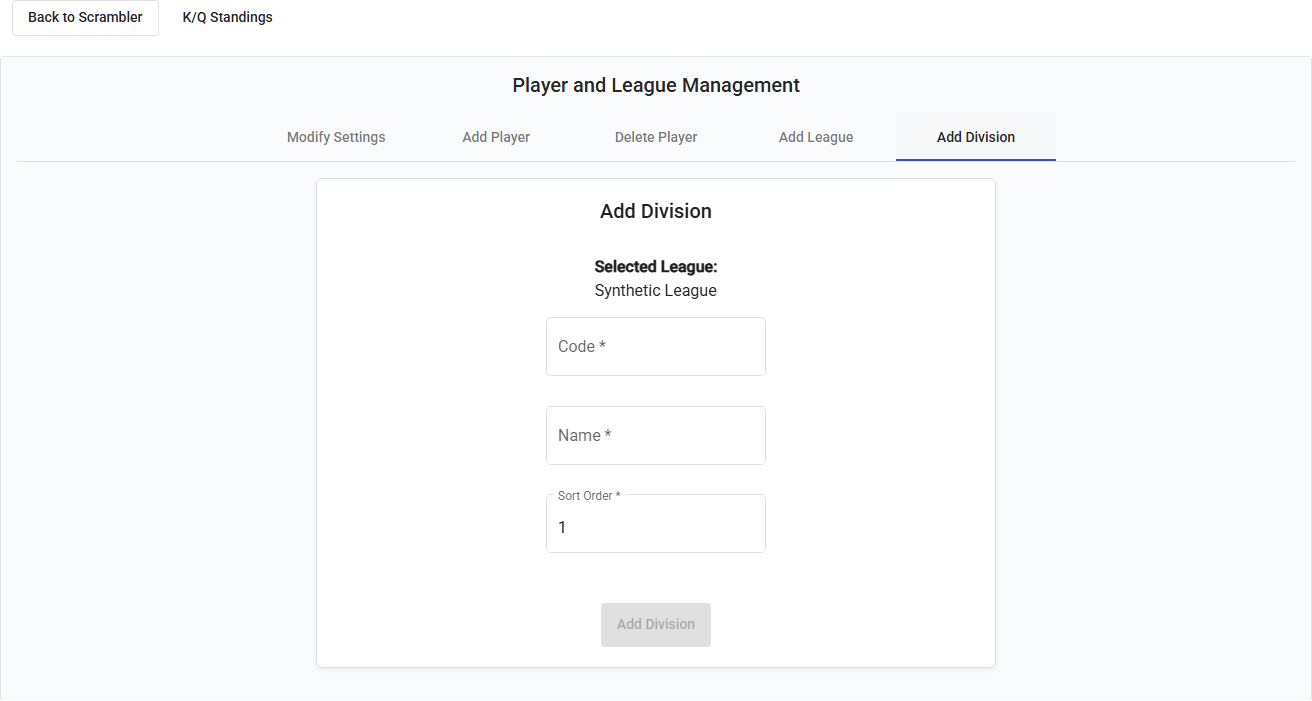 Back to Scrambler K/Q Standings
Player and League Management
Modify Settings Add Player Delete Player Add League Add Division
Add Division
Selected League:
Synthetic League
Code *
Name *
Sort Order *
1
Add Division